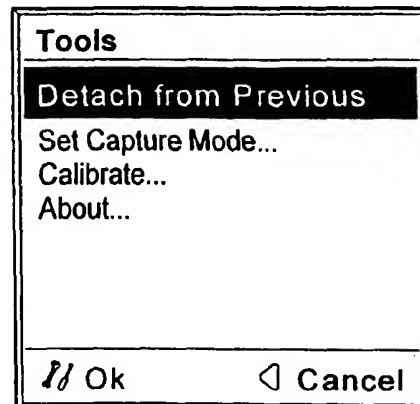 Tools
Detach from Previous
Set Capture Mode...
Calibrate...
About...
Ok Cancel